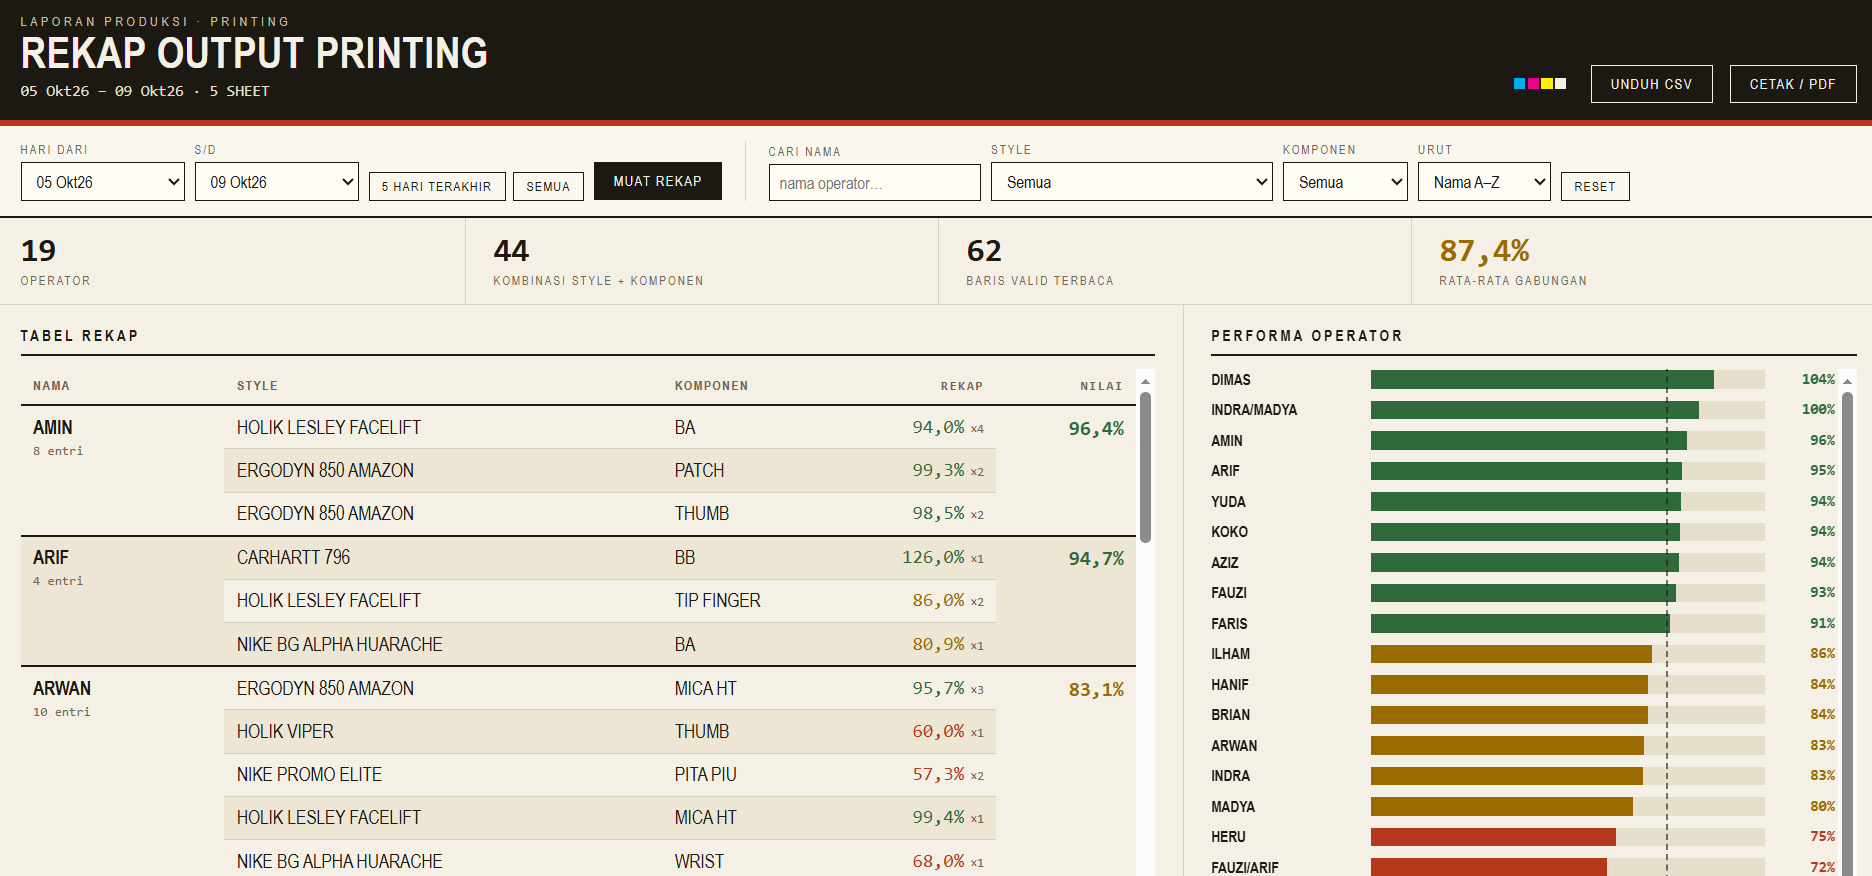 LAPORAN PRODUKSI · PRINTING
REKAP OUTPUT PRINTING
05 Okt26 – 09 Okt26 · 5 SHEET
UNDUH CSV
CETAK / PDF
HARI DARI
S/D
CARI NAMA
STYLE
KOMPONEN
URUT
05 Okt26
09 Okt26
5 HARI TERAKHIR
SEMUA
MUAT REKAP
nama operator...
Semua
Semua
Nama A–Z
RESET
19
OPERATOR
44
KOMBINASI STYLE + KOMPONEN
62
BARIS VALID TERBACA
87,4%
RATA-RATA GABUNGAN
TABEL REKAP
NAMA STYLE KOMPONEN REKAP NILAI
AMIN HOLIK LESLEY FACELIFT BA 94,0% x4 96,4%
8 entri
ERGODYN 850 AMAZON PATCH 99,3% x2
ERGODYN 850 AMAZON THUMB 98,5% x2
ARIF CARHARTT 796 BB 126,0% x1 94,7%
4 entri
HOLIK LESLEY FACELIFT TIP FINGER 86,0% x2
NIKE BG ALPHA HUARACHE BA 80,9% x1
ARWAN ERGODYN 850 AMAZON MICA HT 95,7% x3 83,1%
10 entri
HOLIK VIPER THUMB 60,0% x1
NIKE PROMO ELITE PITA PIU 57,3% x2
HOLIK LESLEY FACELIFT MICA HT 99,4% x1
NIKE BG ALPHA HUARACHE WRIST 68,0% x1
PERFORMA OPERATOR
DIMAS 104%
INDRA/MADYA 100%
AMIN 96%
ARIF 95%
YUDA 94%
KOKO 94%
AZIZ 94%
FAUZI 93%
FARIS 91%
ILHAM 86%
HANIF 84%
BRIAN 84%
ARWAN 83%
INDRA 83%
MADYA 80%
HERU 75%
FAUZI/ARIF 72%